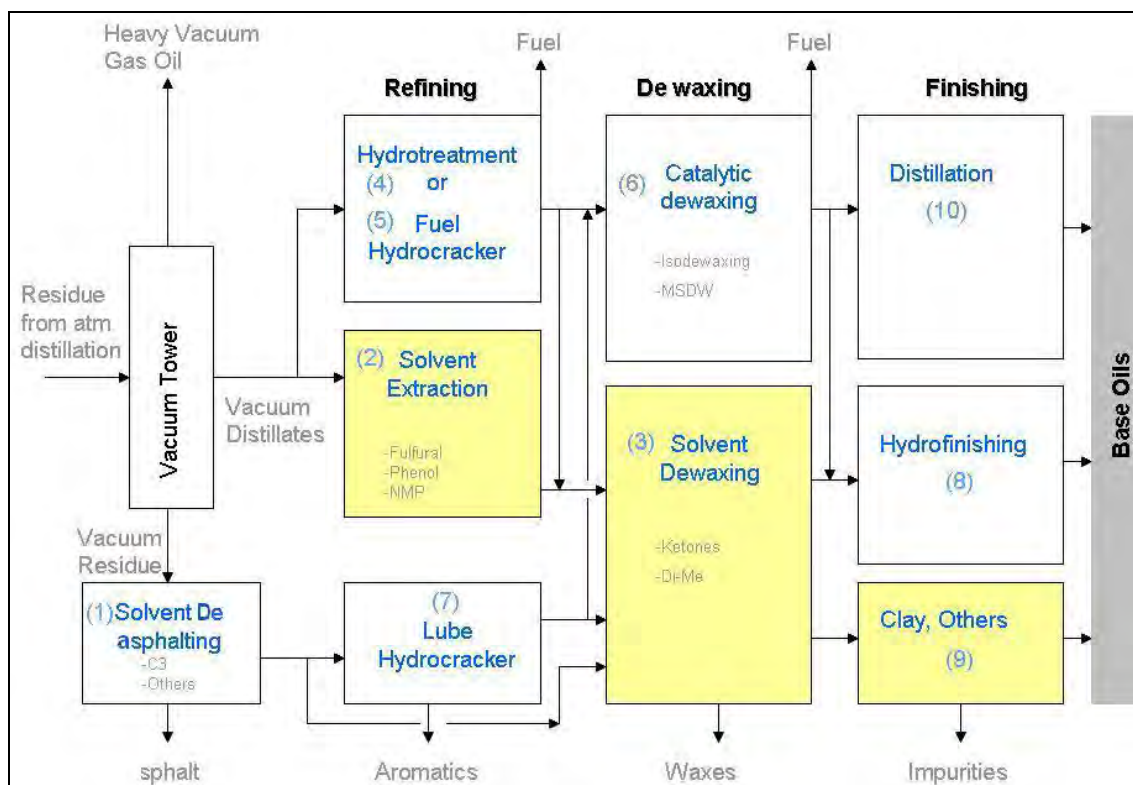 Heavy Vacuum
Gas Oil
Fuel
Fuel
Refining
De waxing
Finishing
Hydrotreatment
(4) or
(5) Fuel
Hydrocracker
(6) Catalytic
dewaxing
-Isodewaxing
-MSDW
Distillation
(10)
Residue
from atm
distillation
Vacuum Tower
Vacuum
Distillates
(2) Solvent
Extraction
-Fulfural
-Phenol
-NMP
(3) Solvent
Dewaxing
-Ketones
-Di-Me
Hydrofinishing
(8)
Base Oils
Vacuum
Residue
(1) Solvent De
asphalting
-C3
-Others
(7)
Lube
Hydrocracker
Clay, Others
(9)
sphalt
Aromatics
Waxes
Impurities